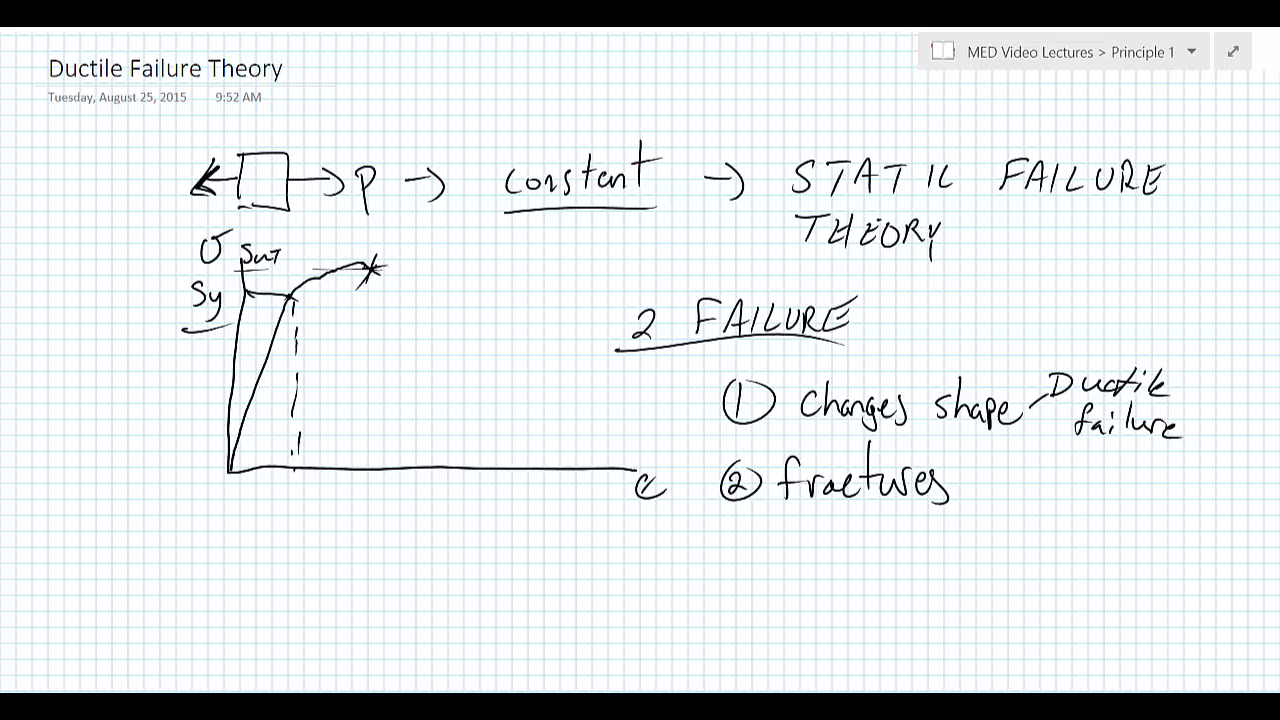 MED Video Lectures > Principle 1
Ductile Failure Theory
Tuesday, August 25, 2015 9:52 AM
P → constant → STATIC FAILURE
THEORY
σ Sut
Sy
2 FAILURE
① changes shape Ductile
failure
② fractures
ε